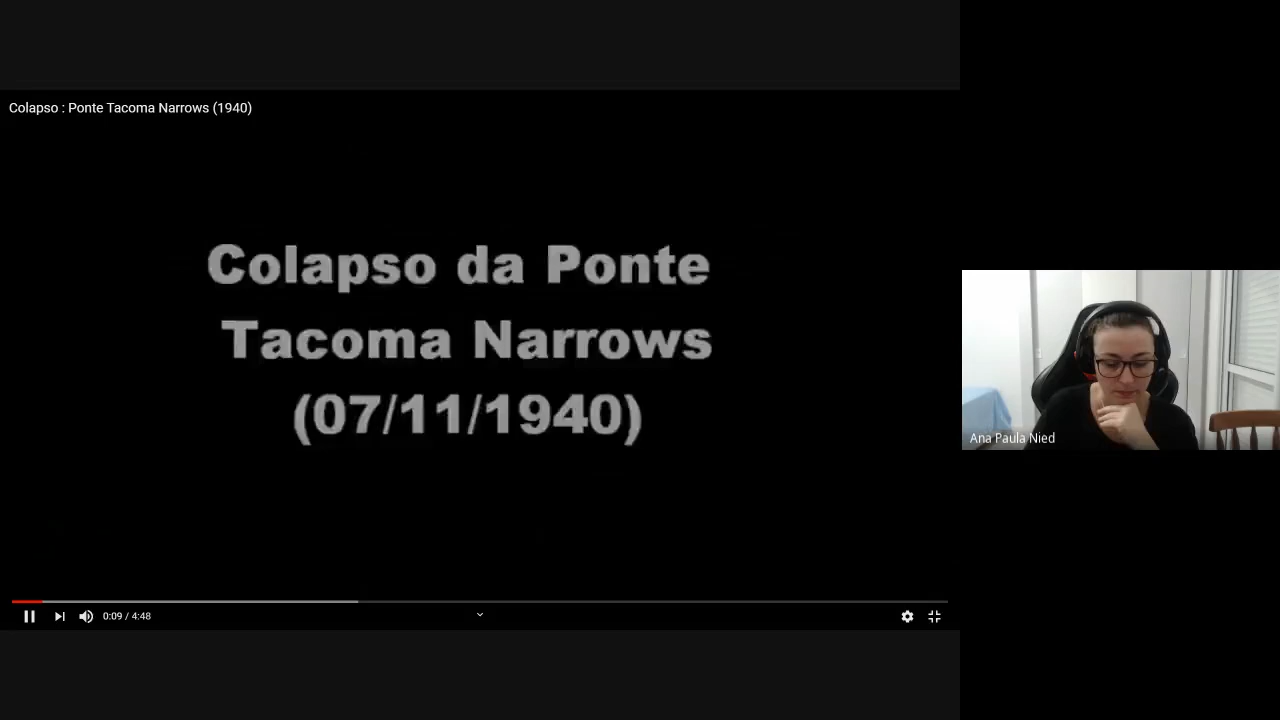 Colapso : Ponte Tacoma Narrows (1940)
Colapso da Ponte
Tacoma Narrows
(07/11/1940)
Ana Paula Nied
0:09 / 4:48